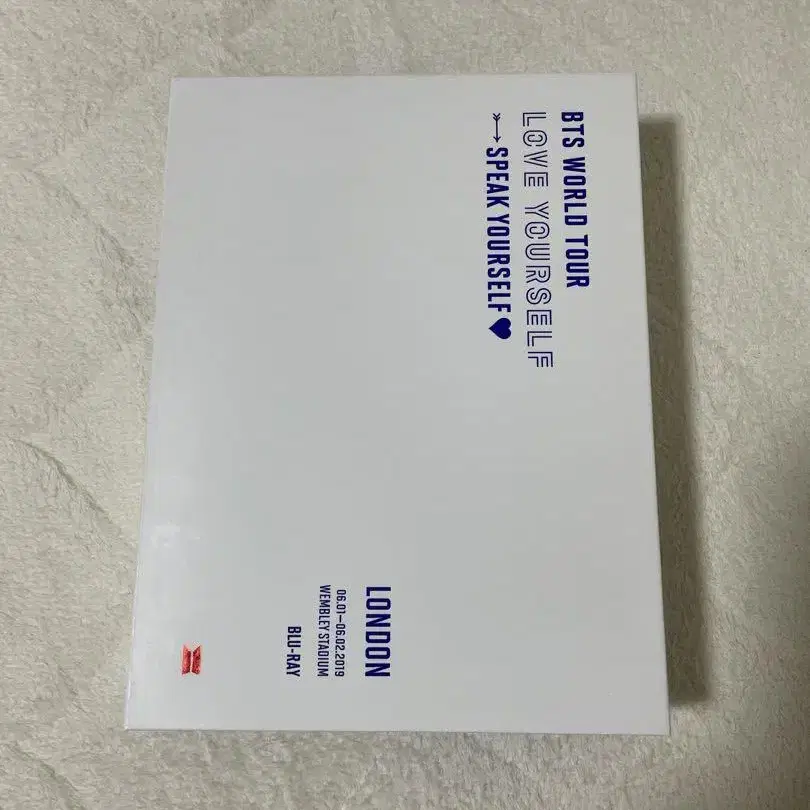 BTS WORLD TOUR
LOVE YOURSELF
SPEAK YOURSELF
LONDON
06.01–06.02.2019
WEMBLEY STADIUM
BLU-RAY